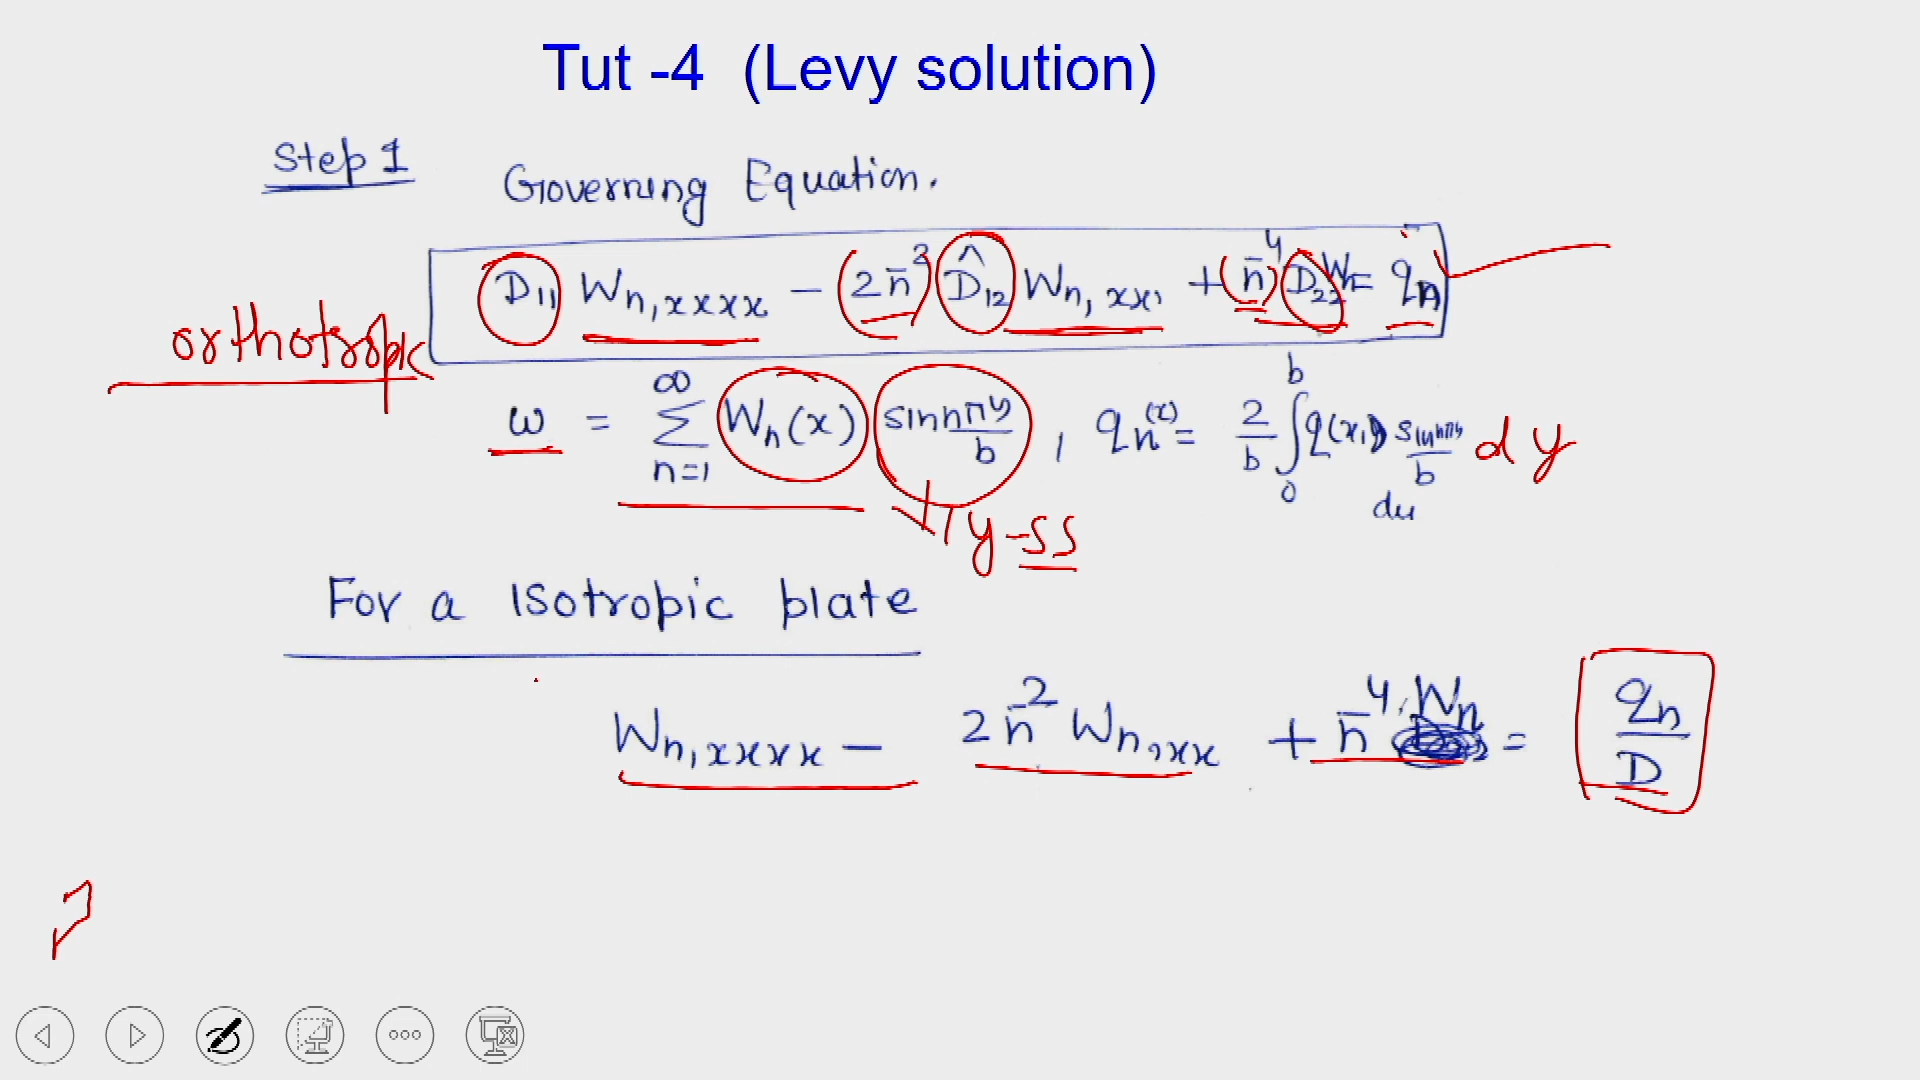 Tut -4 (Levy solution)
Step 1 Governing Equation.
D₁₁ Wₙ,ₓₓₓₓ − 2n̄² D̂₁₂ Wₙ,ₓₓ, + n̄⁴ D₂₂ Wₙ = qₙ
orthotropic
w = ∞ Σ n=1 Wₙ(x) sin nπy/b , qₙ(x) = 2/b ∫₀ᵇ q(x,y) sin nπy/b dy
dy
y-ss
For a Isotropic plate
Wₙ,ₓₓₓₓ − 2n̄² Wₙ,ₓₓ + n̄⁴ Wₙ = qₙ/D